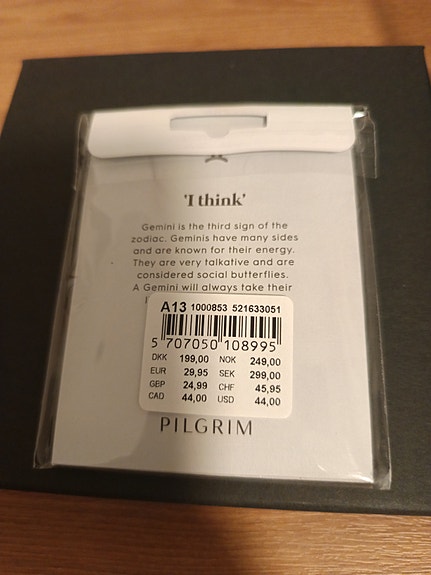 'I think'
Gemini is the third sign of the
zodiac. Geminis have many sides
and are known for their energy.
They are very talkative and are
considered social butterflies.
A Gemini will always take their
A13 1000853 521633051
5 707050 108995
DKK 199,00 NOK 249,00
EUR 29,95 SEK 299,00
GBP 24,99 CHF 45,95
CAD 44,00 USD 44,00
PILGRIM